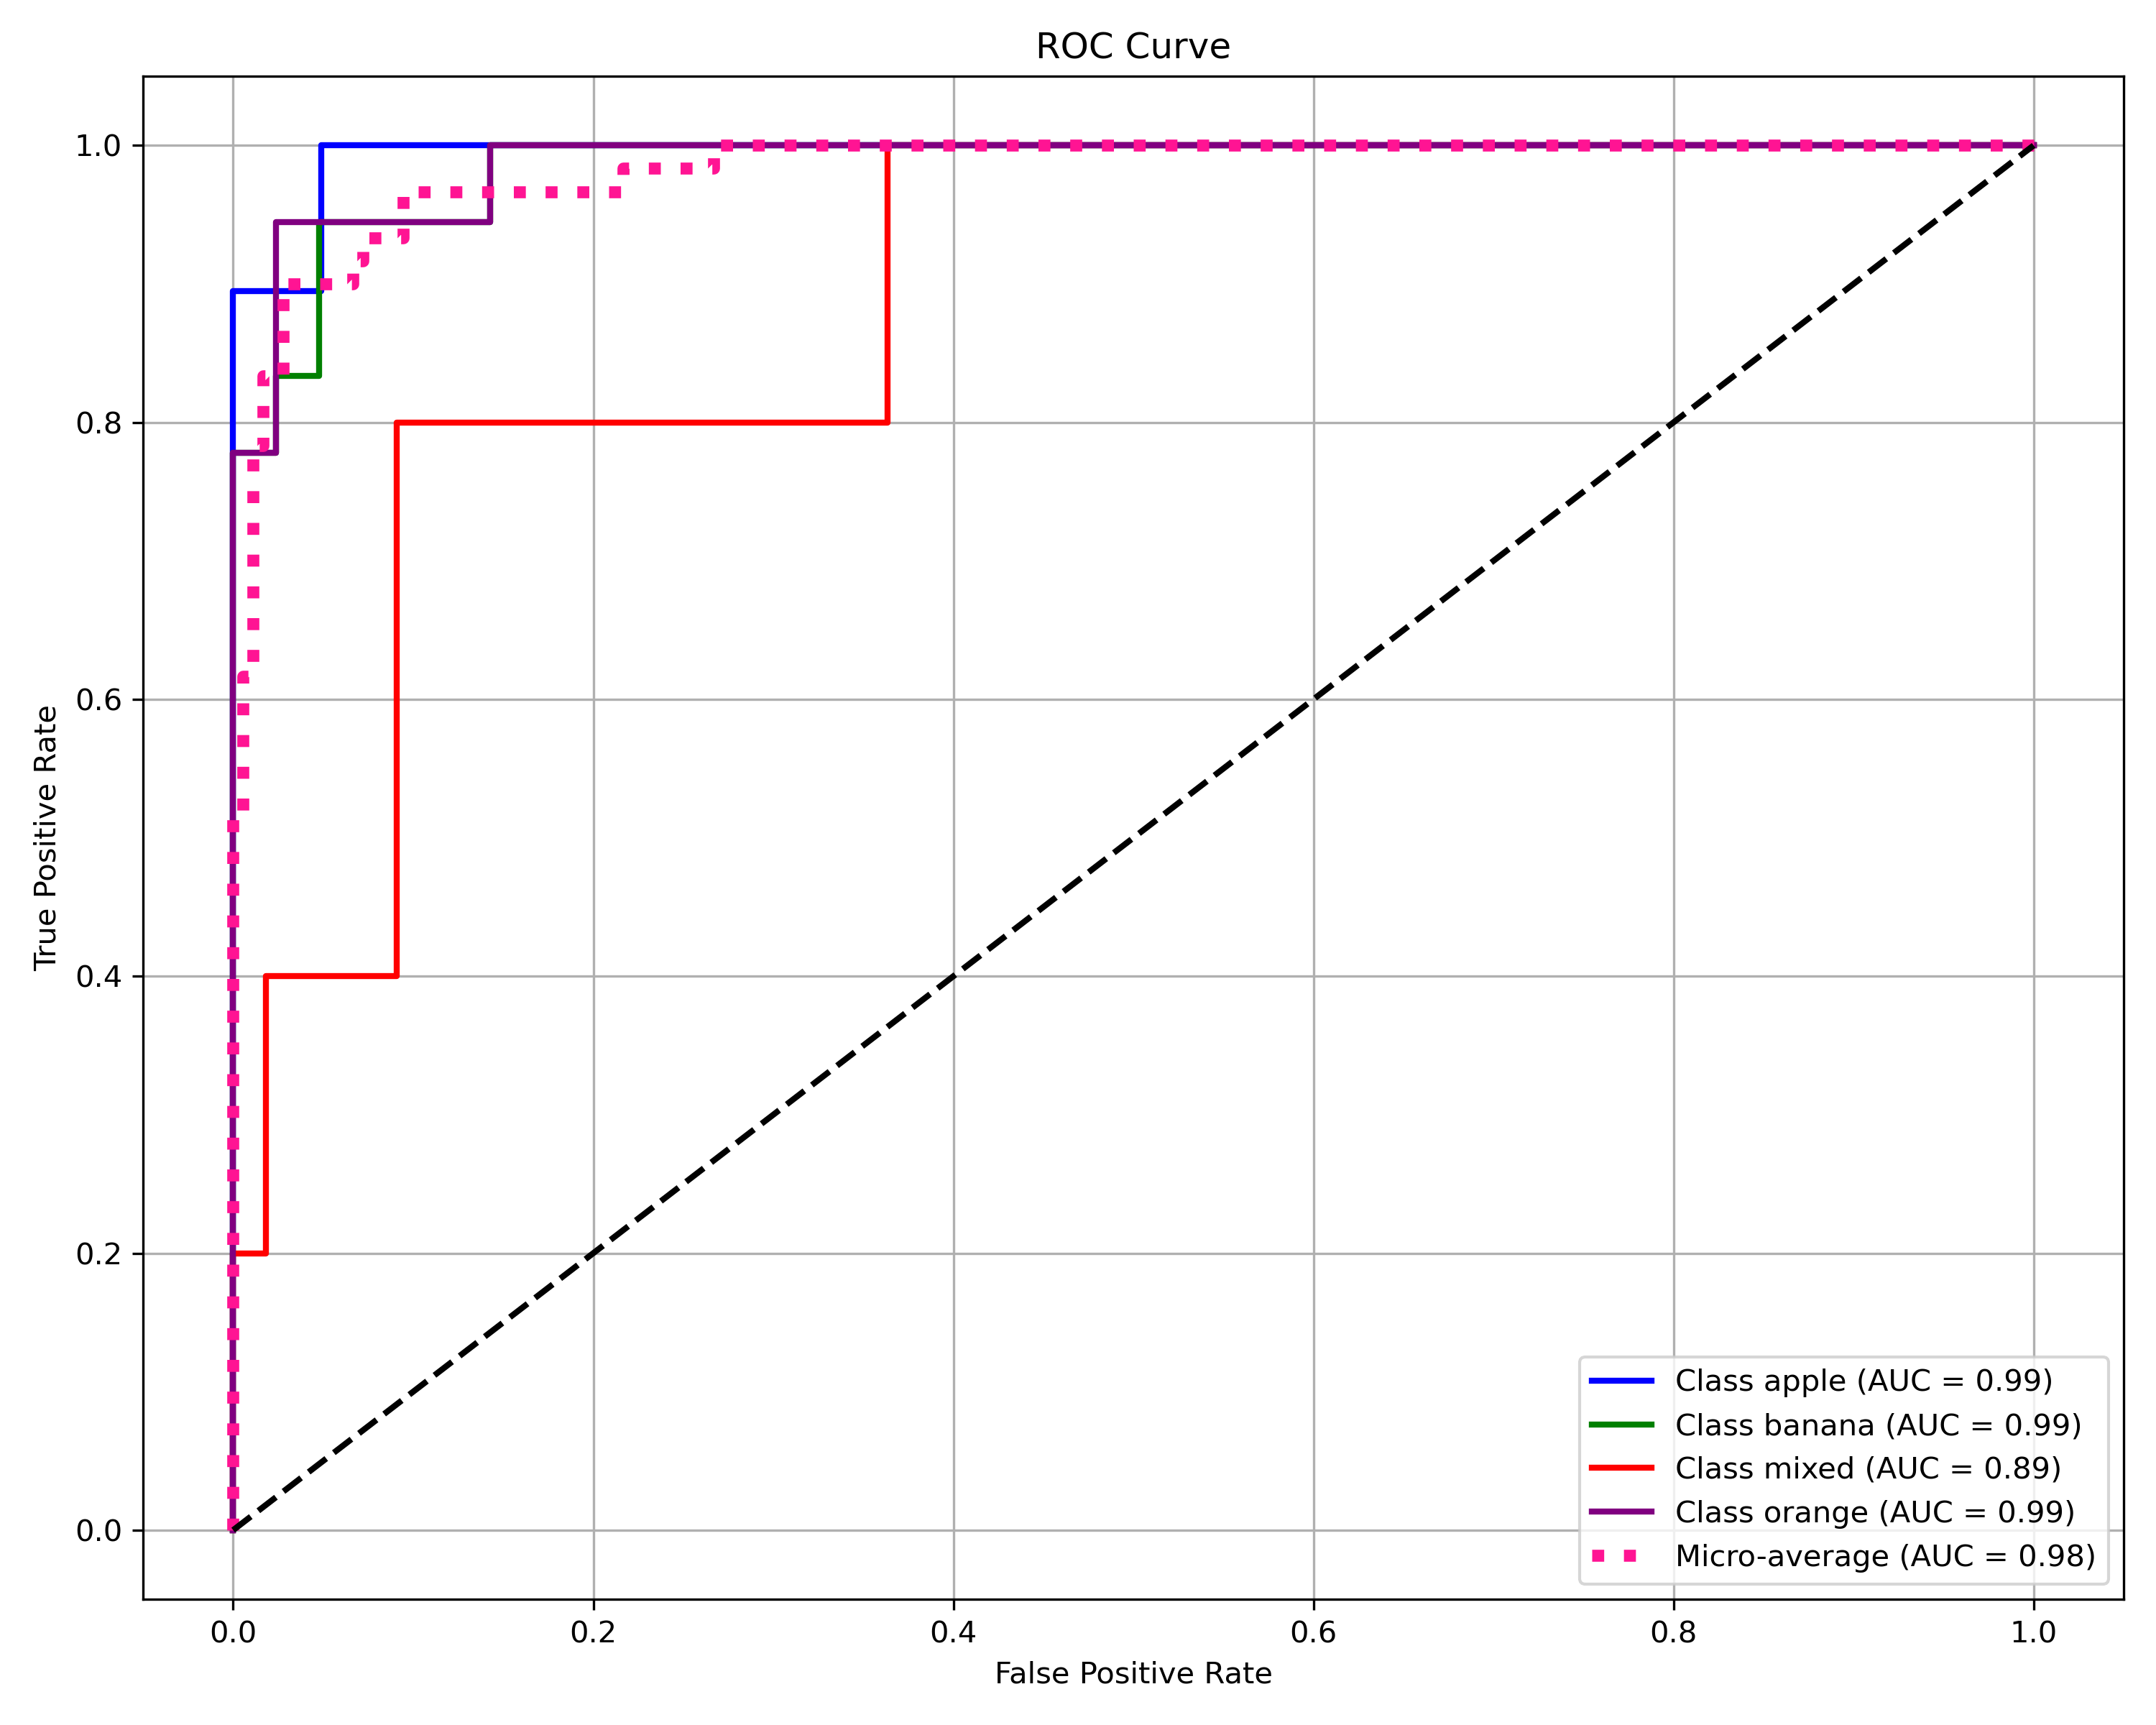 ROC Curve
True Positive Rate
1.0
0.8
0.6
0.4
0.2
0.0
0.0 0.2 0.4 0.6 0.8 1.0
False Positive Rate
Class apple (AUC = 0.99)
Class banana (AUC = 0.99)
Class mixed (AUC = 0.89)
Class orange (AUC = 0.99)
Micro-average (AUC = 0.98)